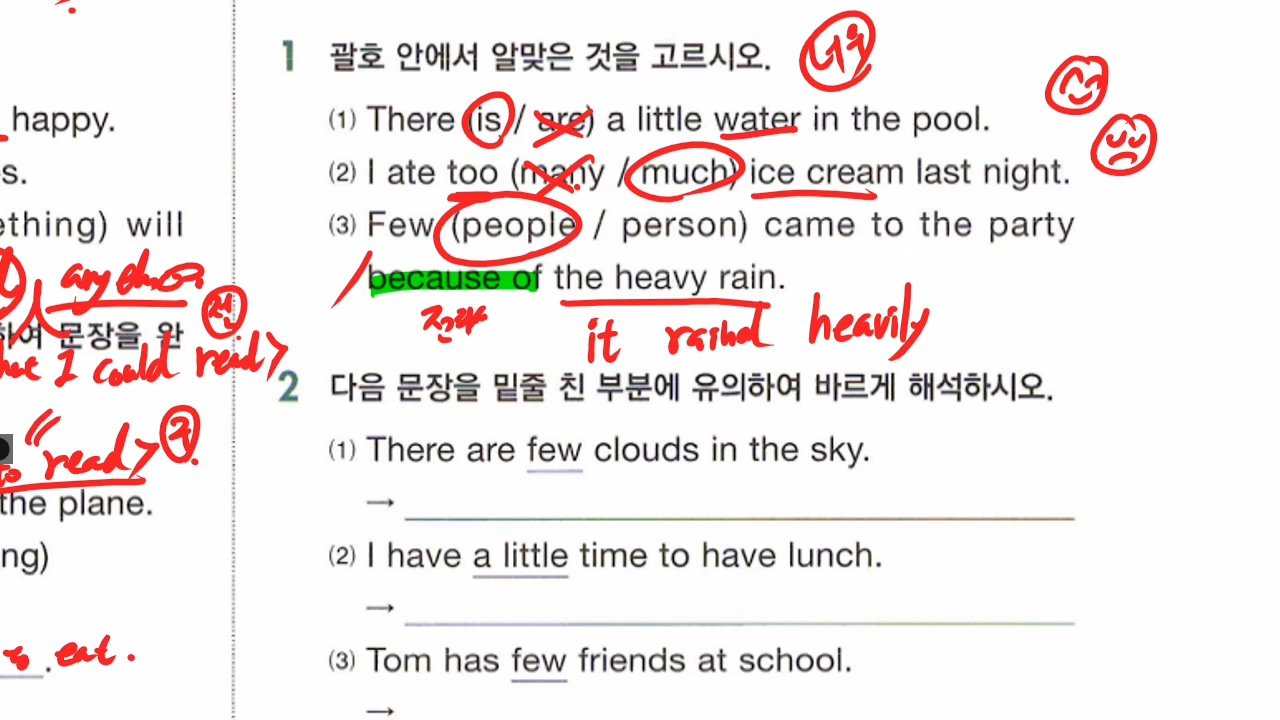 happy.
s.
ething) will
하여 문장을 완
I could read>
"read>
the plane.
ng)
eat.
1 괄호 안에서 알맞은 것을 고르시오.
(1) There (is / are) a little water in the pool.
(2) I ate too (many / much) ice cream last night.
(3) Few (people / person) came to the party
because of the heavy rain.
it rained heavily
2 다음 문장을 밑줄 친 부분에 유의하여 바르게 해석하시오.
(1) There are few clouds in the sky.
→
(2) I have a little time to have lunch.
→
(3) Tom has few friends at school.
→